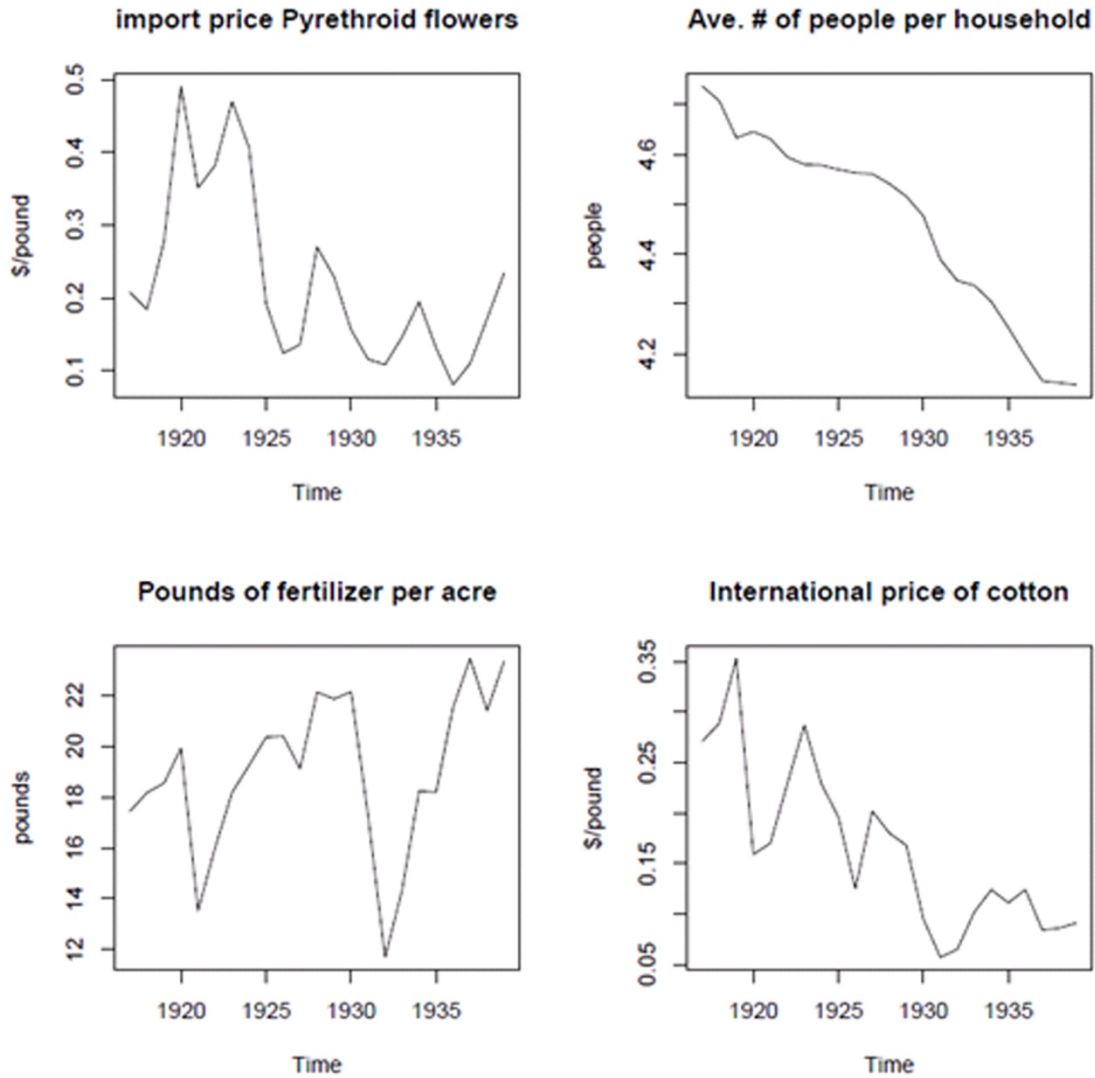 import price Pyrethroid flowers
$/pound
0.5
0.4
0.3
0.2
0.1
1920 1925 1930 1935
Time
Ave. # of people per household
people
4.6
4.4
4.2
1920 1925 1930 1935
Time
Pounds of fertilizer per acre
pounds
22
20
18
16
14
12
1920 1925 1930 1935
Time
International price of cotton
$/pound
0.35
0.25
0.15
0.05
1920 1925 1930 1935
Time